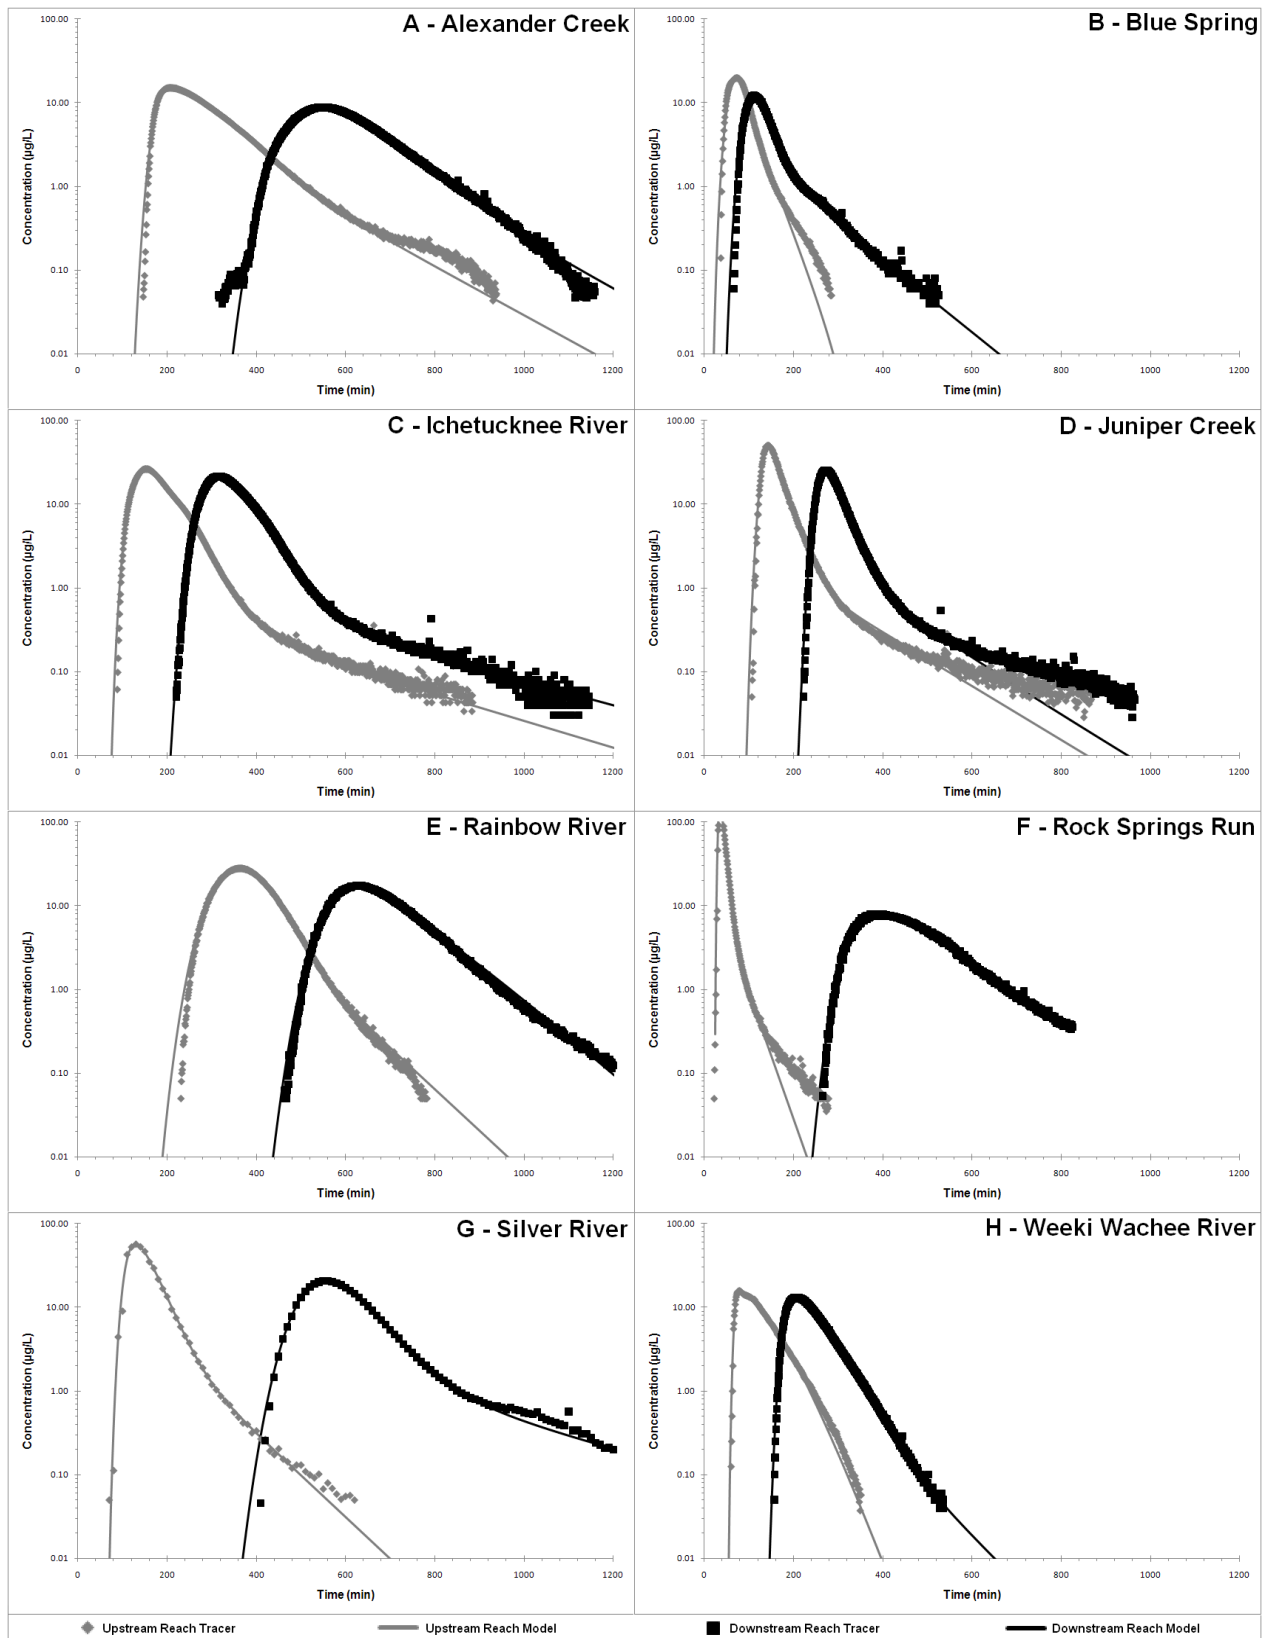 A - Alexander Creek
100.00
10.00
1.00
0.10
0.01
Concentration (µg/L)
0 200 400 600 800 1000 1200
Time (min)
B - Blue Spring
100.00
10.00
1.00
0.10
0.01
Concentration (µg/L)
0 200 400 600 800 1000 1200
Time (min)
C - Ichetucknee River
100.00
10.00
1.00
0.10
0.01
Concentration (µg/L)
0 200 400 600 800 1000 1200
Time (min)
D - Juniper Creek
100.00
10.00
1.00
0.10
0.01
Concentration (µg/L)
0 200 400 600 800 1000 1200
Time (min)
E - Rainbow River
100.00
10.00
1.00
0.10
0.01
Concentration (µg/L)
0 200 400 600 800 1000 1200
Time (min)
F - Rock Springs Run
100.00
10.00
1.00
0.10
0.01
Concentration (µg/L)
0 200 400 600 800 1000 1200
Time (min)
G - Silver River
100.00
10.00
1.00
0.10
0.01
Concentration (µg/L)
0 200 400 600 800 1000 1200
Time (min)
H - Weeki Wachee River
100.00
10.00
1.00
0.10
0.01
Concentration (µg/L)
0 200 400 600 800 1000 1200
Time (min)
Upstream Reach Tracer Upstream Reach Model Downstream Reach Tracer Downstream Reach Model